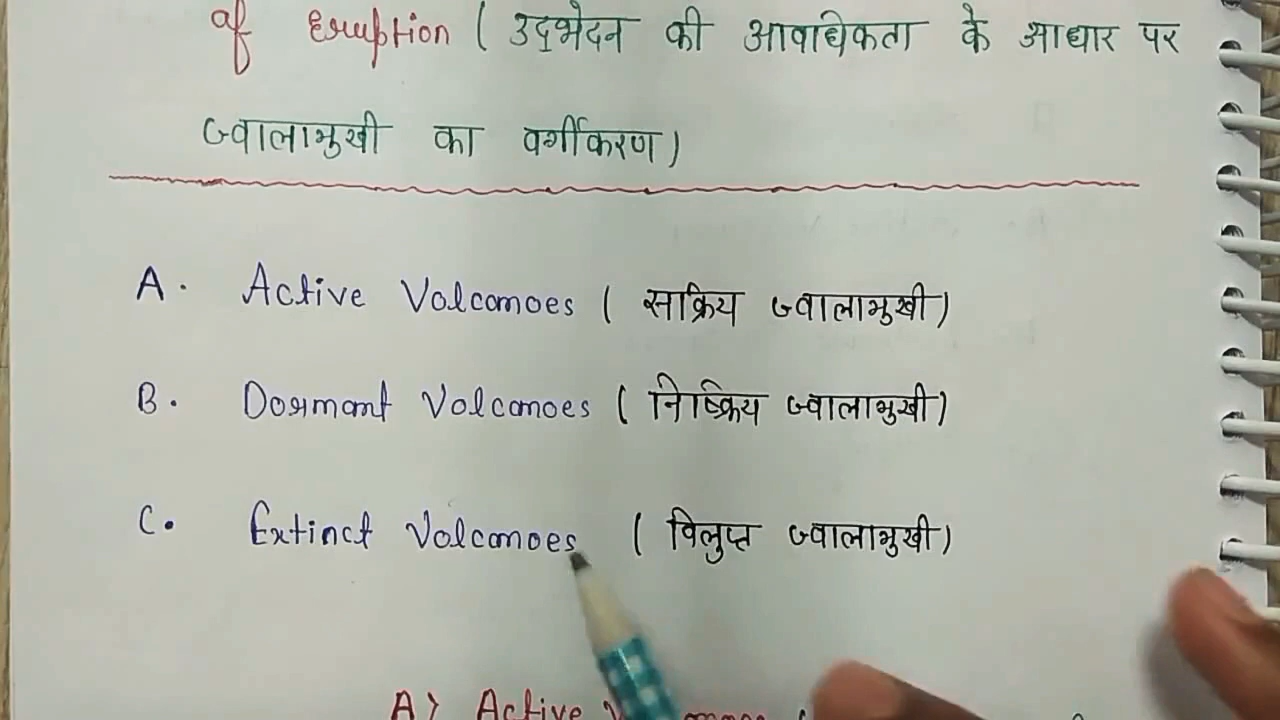 of Eruption ( उद्भेदन की आवधिकता के आधार पर
ज्वालामुखी का वर्गीकरण )
A. Active Volcanoes ( सक्रिय ज्वालामुखी )
B. Dormant Volcanoes ( निष्क्रिय ज्वालामुखी )
C. Extinct Volcanoes ( विलुप्त ज्वालामुखी )
A> Active